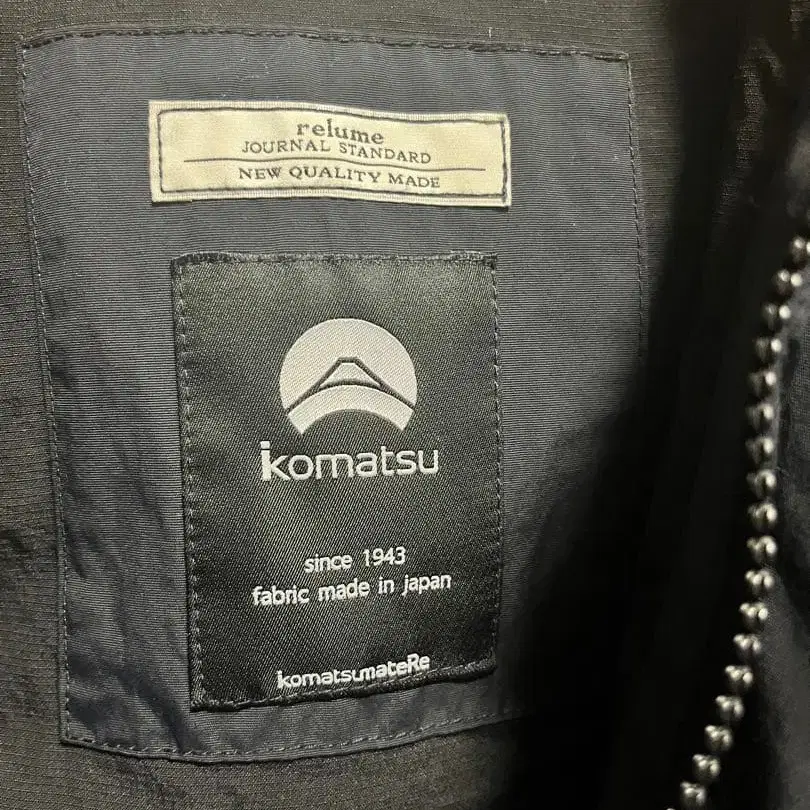 relume
JOURNAL STANDARD
NEW QUALITY MADE
komatsu
since 1943
fabric made in japan
komatsumateRe